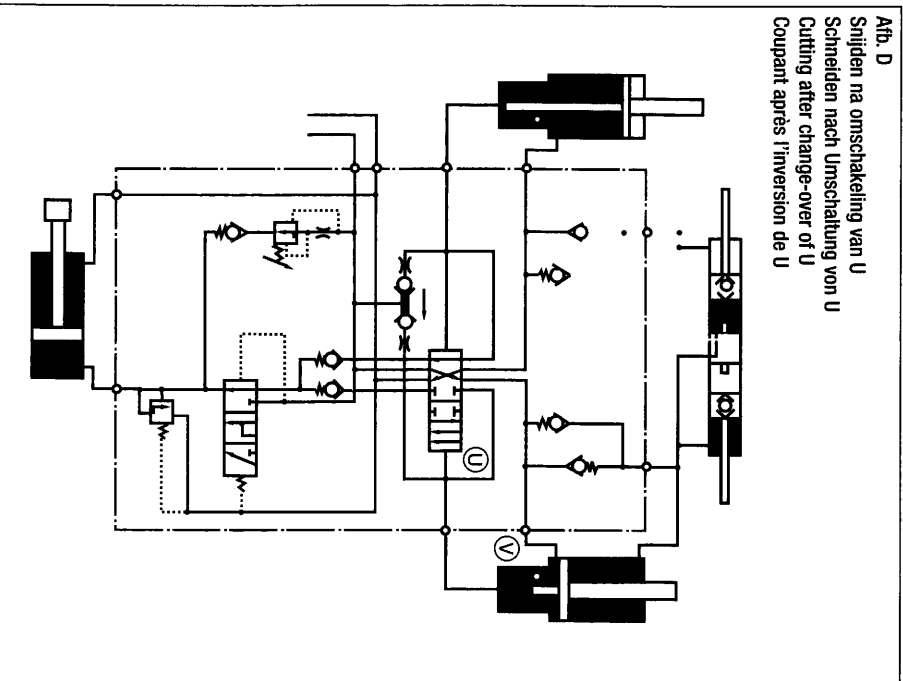 Afb. D
Snijden na omschakeling van U
Schneiden nach Umschaltung von U
Cutting after change-over of U
Coupant après l'inversion de U
U
V